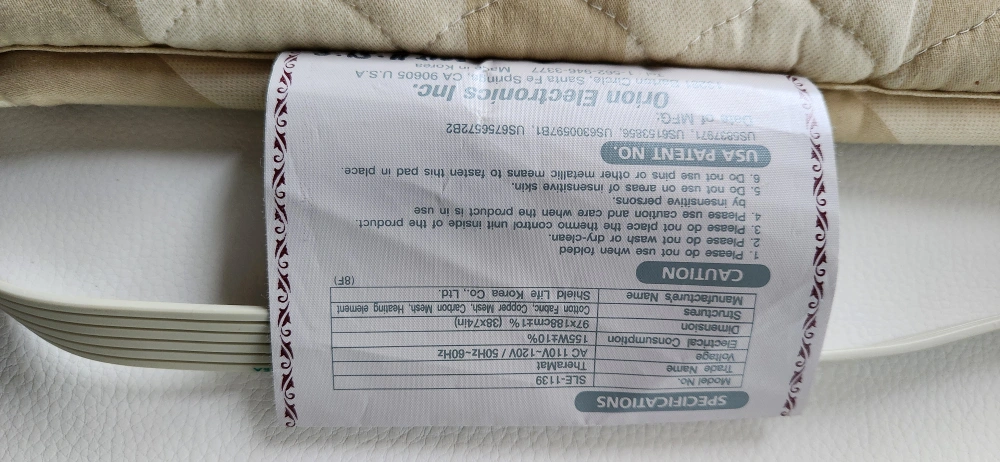 SPECIFICATIONS
Model No. SLE-1139
Trade Name TheraMat
Voltage AC 110V~120V / 50Hz~60Hz
Electrical Consumption 155W±10%
Dimension 97x188cm±1% (38x74in)
Structures Cotton Fabric, Copper Mesh, Carbon Mesh, Heating element
Manufacture's Name Shield Life Korea Co., Ltd.
(8F)
CAUTION
1. Please do not use when folded
2. Please do not wash or dry-clean.
3. Please do not place the thermo control unit inside of the product.
4. Please use caution and care when the product is in use
by insensitive persons.
5. Do not use on areas of insensitive skin.
6. Do not use pins or other metallic means to fasten this pad in place.
USA PATENT NO.
US5837971, US6153856, US6300597B1, US6756572B2
Date of MFG:
Orion Electronics Inc.
Circle, Santa Fe Springs, CA 90605 U.S.A
562-946-3377 Made in Korea